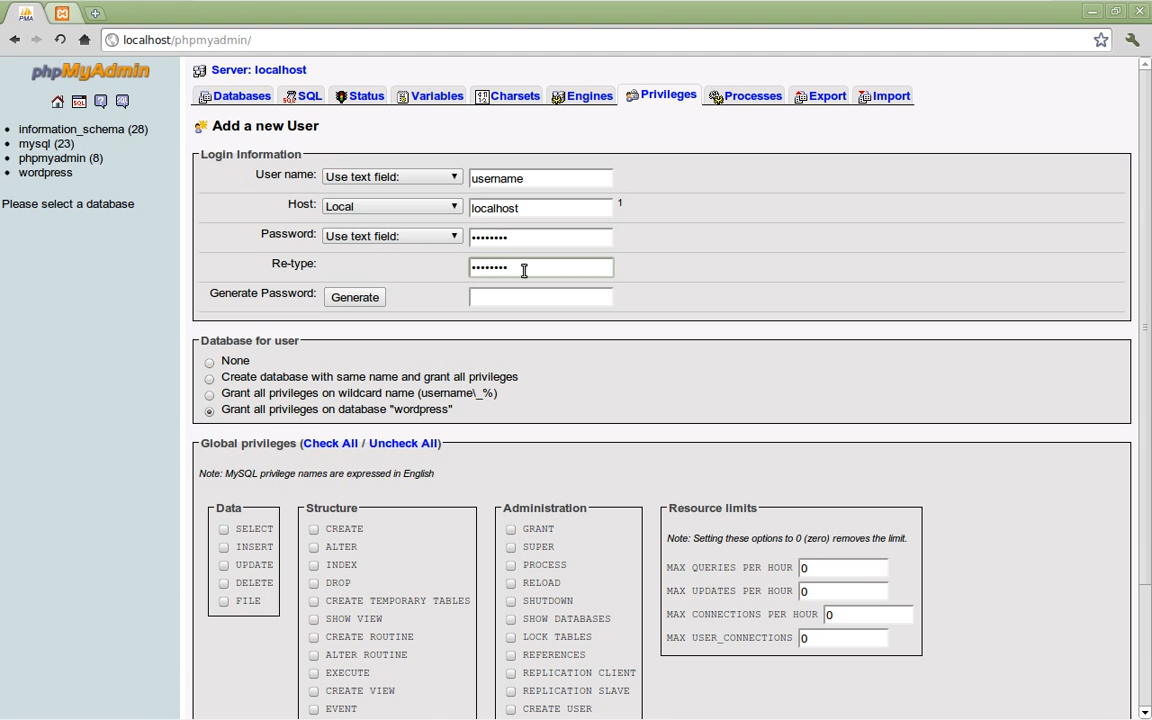 PMA
localhost/phpmyadmin/
phpMyAdmin
SQL
information_schema (28)
mysql (23)
phpmyadmin (8)
wordpress
Please select a database
Server: localhost
Databases SQL Status Variables Charsets Engines Privileges Processes Export Import
Add a new User
Login Information
User name: Use text field: username
Host: Local localhost 1
Password: Use text field: ••••••••
Re-type: ••••••••
Generate Password: Generate
Database for user
None
Create database with same name and grant all privileges
Grant all privileges on wildcard name (username\_%)
Grant all privileges on database "wordpress"
Global privileges (Check All / Uncheck All)
Note: MySQL privilege names are expressed in English
Data
SELECT
INSERT
UPDATE
DELETE
FILE
Structure
CREATE
ALTER
INDEX
DROP
CREATE TEMPORARY TABLES
SHOW VIEW
CREATE ROUTINE
ALTER ROUTINE
EXECUTE
CREATE VIEW
EVENT
Administration
GRANT
SUPER
PROCESS
RELOAD
SHUTDOWN
SHOW DATABASES
LOCK TABLES
REFERENCES
REPLICATION CLIENT
REPLICATION SLAVE
CREATE USER
Resource limits
Note: Setting these options to 0 (zero) removes the limit.
MAX QUERIES PER HOUR 0
MAX UPDATES PER HOUR 0
MAX CONNECTIONS PER HOUR 0
MAX USER_CONNECTIONS 0